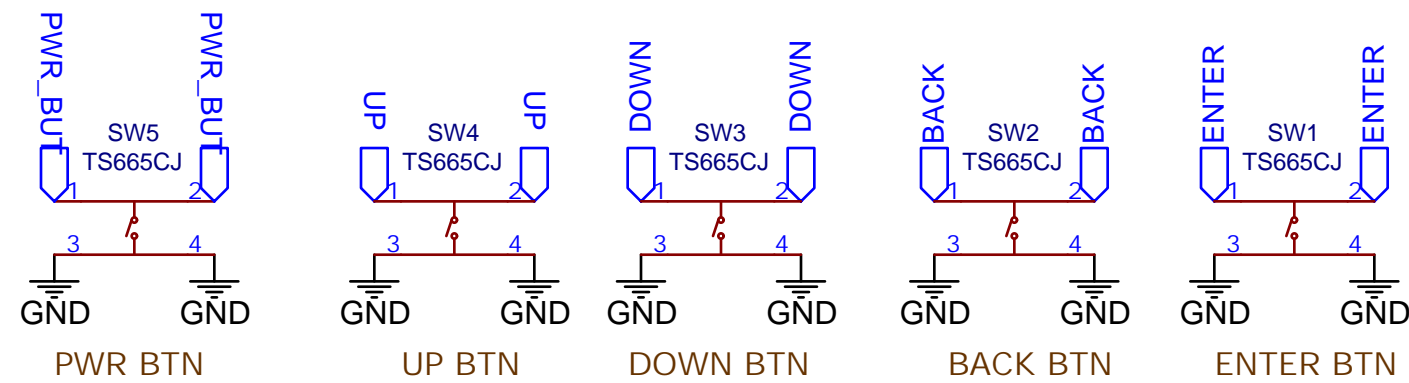 PWR_BUT
PWR_BUT
SW5
TS665CJ
1
2
3
4
GND
GND
PWR BTN
UP
UP
SW4
TS665CJ
1
2
3
4
GND
GND
UP BTN
DOWN
DOWN
SW3
TS665CJ
1
2
3
4
GND
GND
DOWN BTN
BACK
BACK
SW2
TS665CJ
1
2
3
4
GND
GND
BACK BTN
ENTER
ENTER
SW1
TS665CJ
1
2
3
4
GND
GND
ENTER BTN